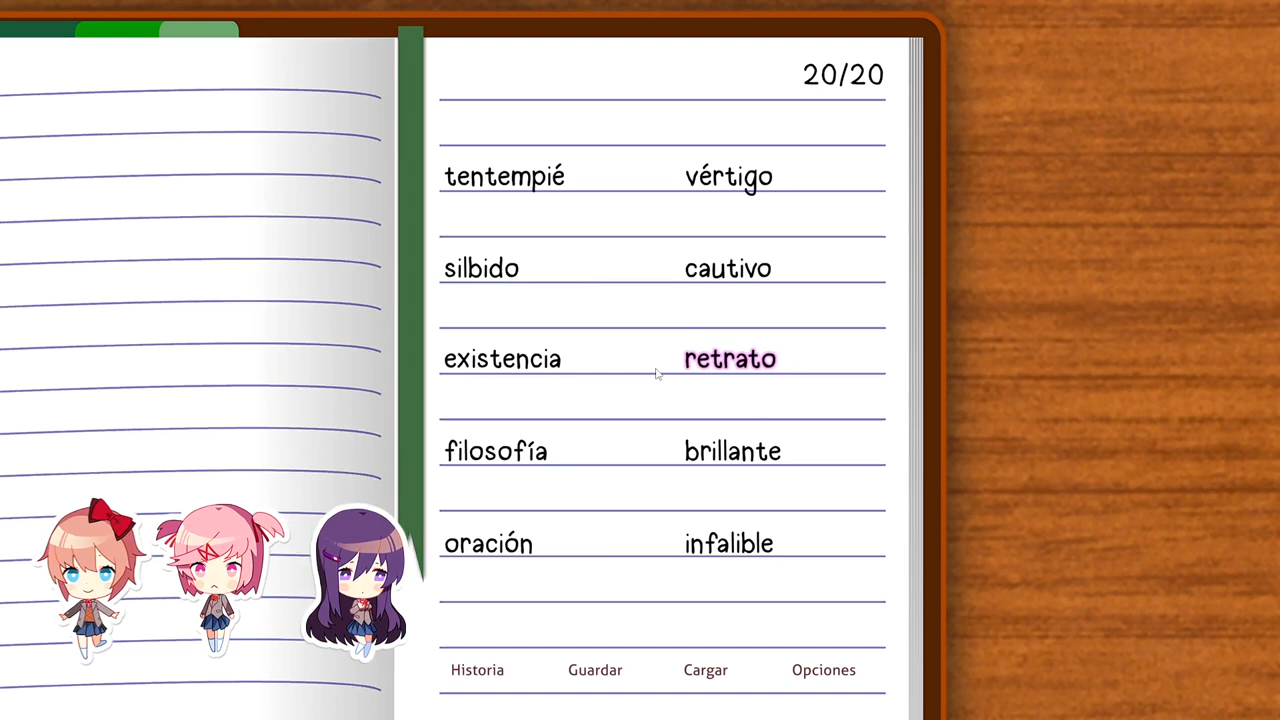 20/20
tentempié vértigo
silbido cautivo
existencia retrato
filosofía brillante
oración infalible
Historia Guardar Cargar Opciones